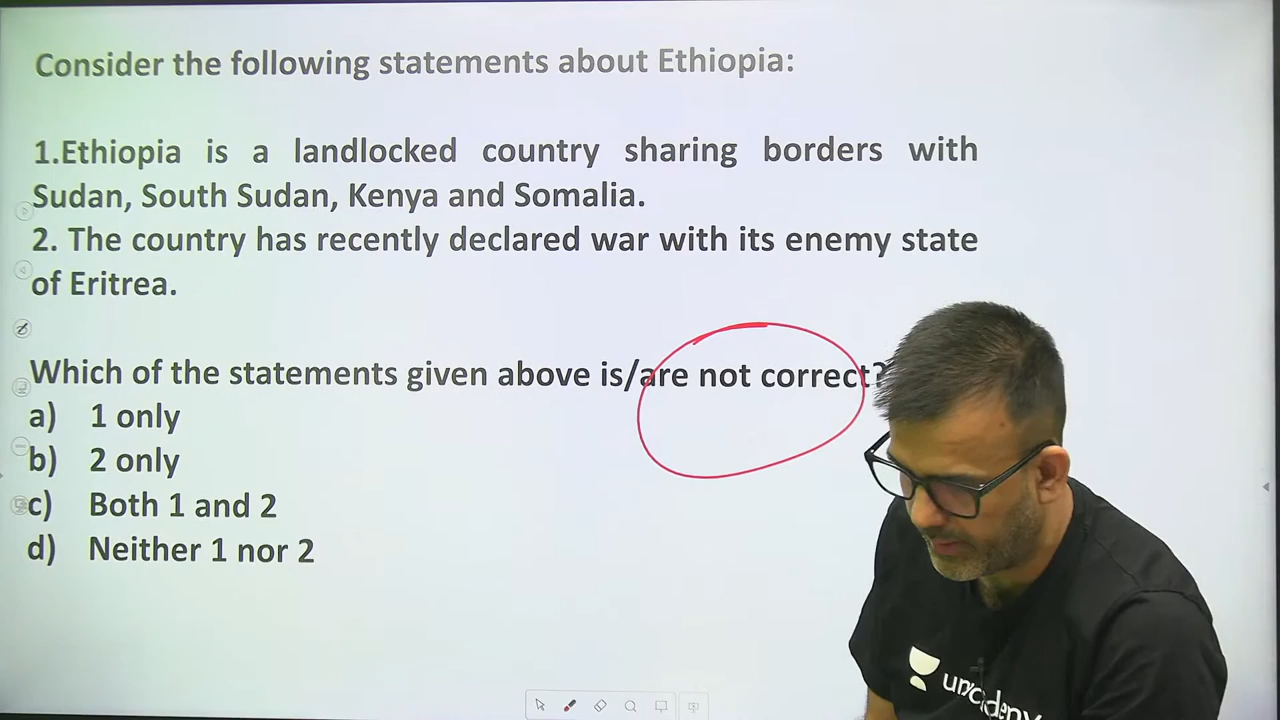 Consider the following statements about Ethiopia:
1.Ethiopia is a landlocked country sharing borders with
Sudan, South Sudan, Kenya and Somalia.
2. The country has recently declared war with its enemy state
of Eritrea.
Which of the statements given above is/are not correct?
a) 1 only
b) 2 only
c) Both 1 and 2
d) Neither 1 nor 2
unacademy